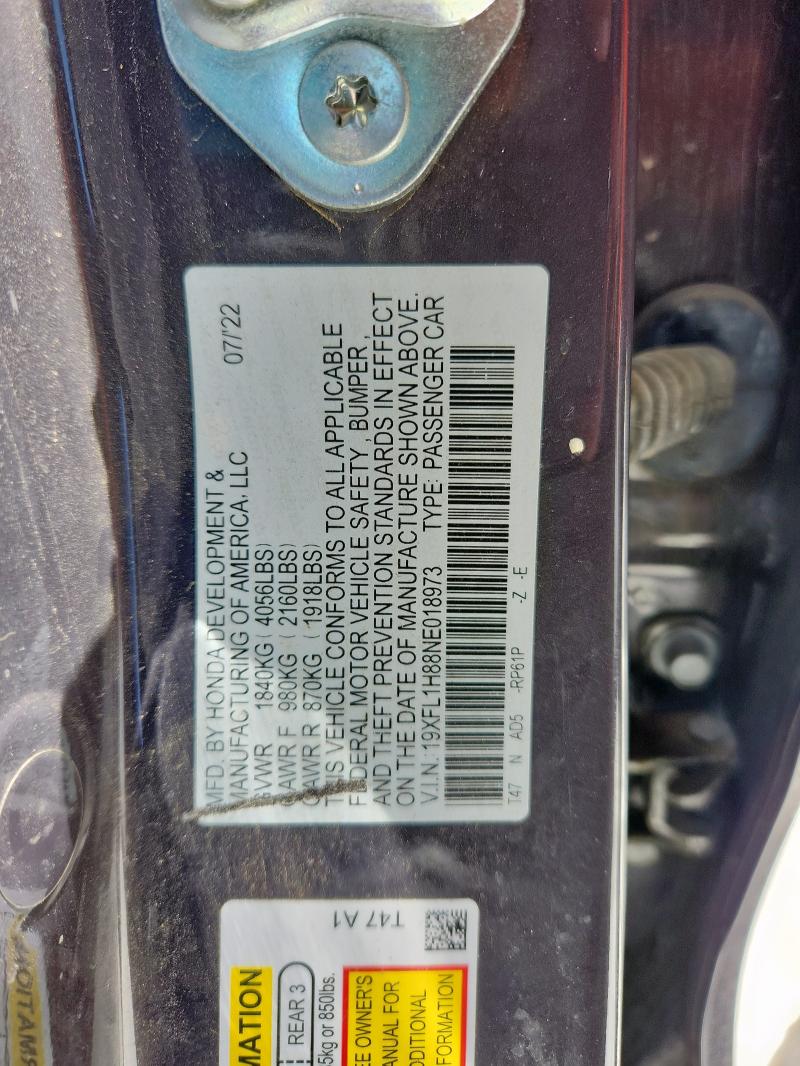 MFD. BY HONDA DEVELOPMENT &
MANUFACTURING OF AMERICA, LLC 07/'22
GVWR 1840KG ( 4056LBS)
GAWR F 980KG ( 2160LBS)
GAWR R 870KG ( 1918LBS)
THIS VEHICLE CONFORMS TO ALL APPLICABLE
FEDERAL MOTOR VEHICLE SAFETY , BUMPER ,
AND THEFT PREVENTION STANDARDS IN EFFECT
ON THE DATE OF MANUFACTURE SHOWN ABOVE.
V.I.N.: 19XFL1H88NE018973 TYPE: PASSENGER CAR
T47 N AD5 -RP61P -Z -E
T47 A1
MATION
REAR 3
5kg or 850lbs.
EE OWNER'S
ANUAL FOR
DDITIONAL
FORMATION